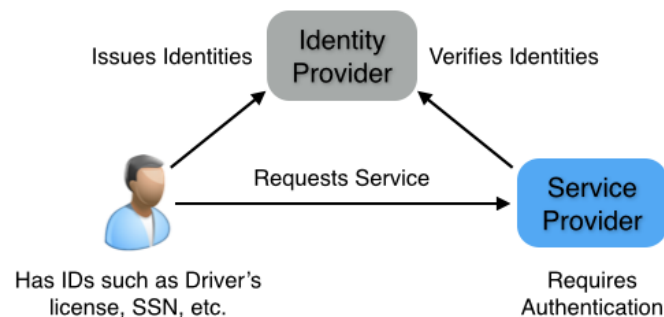 Issues Identities
Identity
Provider
Verifies Identities
Requests Service
Service
Provider
Has IDs such as Driver's
license, SSN, etc.
Requires
Authentication